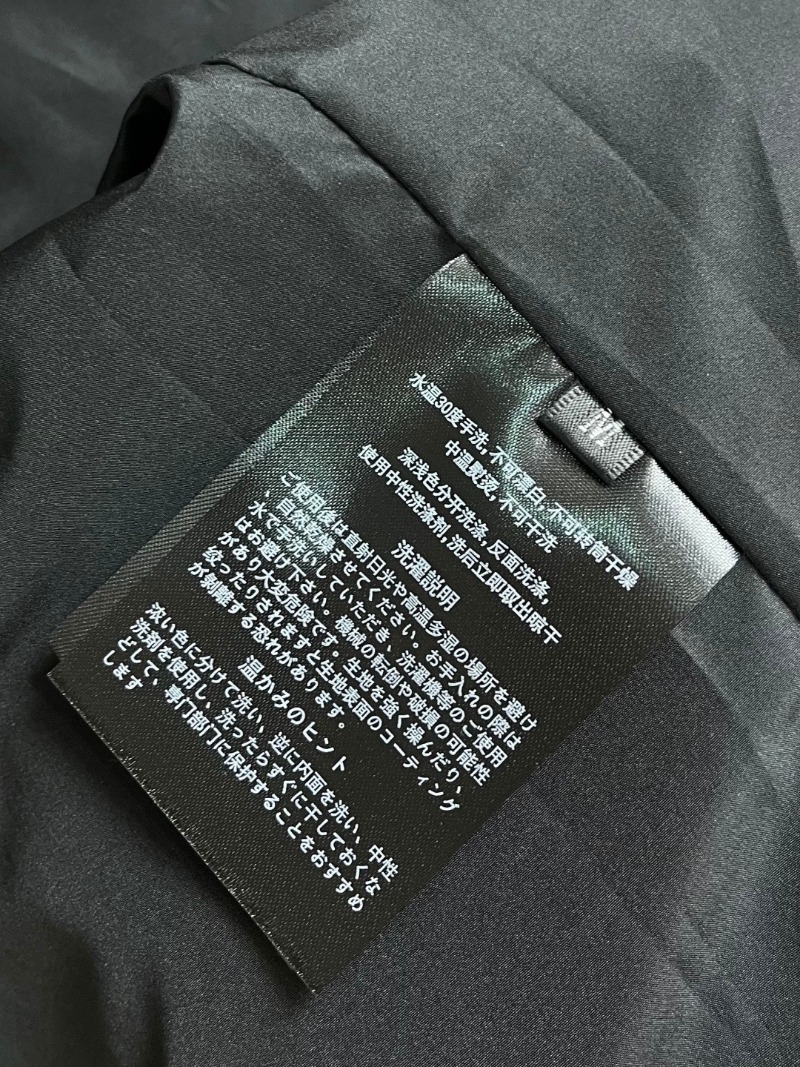 M
水温30度手洗,不可漂白,不可转筒干燥
中温熨烫,不可干洗
深浅色分开洗涤,反面洗涤,
使用中性洗涤剂,洗后立即取出晾干
洗濯説明
ご使用後は直射日光や高温多湿の場所を避け
、自然乾燥させてください。お手入れの際は
水で手洗いしていただき、洗濯機等のご使用
はお避け下さい。機械の転倒や破損の可能性
があり大変危険です。生地を強く揉んだり、
絞ったりされますと生地表面のコーティング
が剥離する恐れがあります。
温かみのヒント
浓い色に分けて洗い、逆に内面を洗い、中性
洗剤を使用し、洗ったらすぐに干しておくな
どして、専门部门に保护することをおすすめ
します